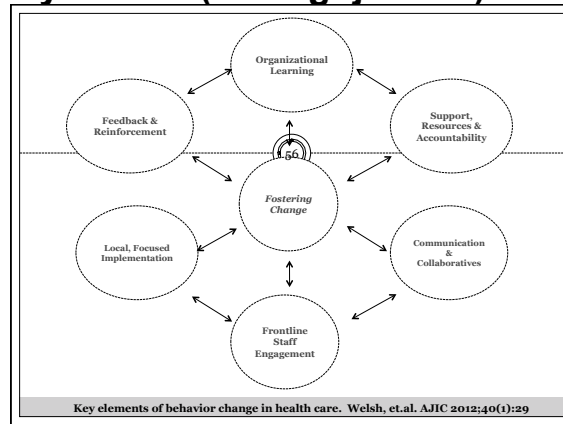 Organizational
Learning
Feedback &
Reinforcement
Support,
Resources &
Accountability
56
Fostering
Change
Local, Focused
Implementation
Communication
&
Collaboratives
Frontline
Staff
Engagement
Key elements of behavior change in health care. Welsh, et.al. AJIC 2012;40(1):29